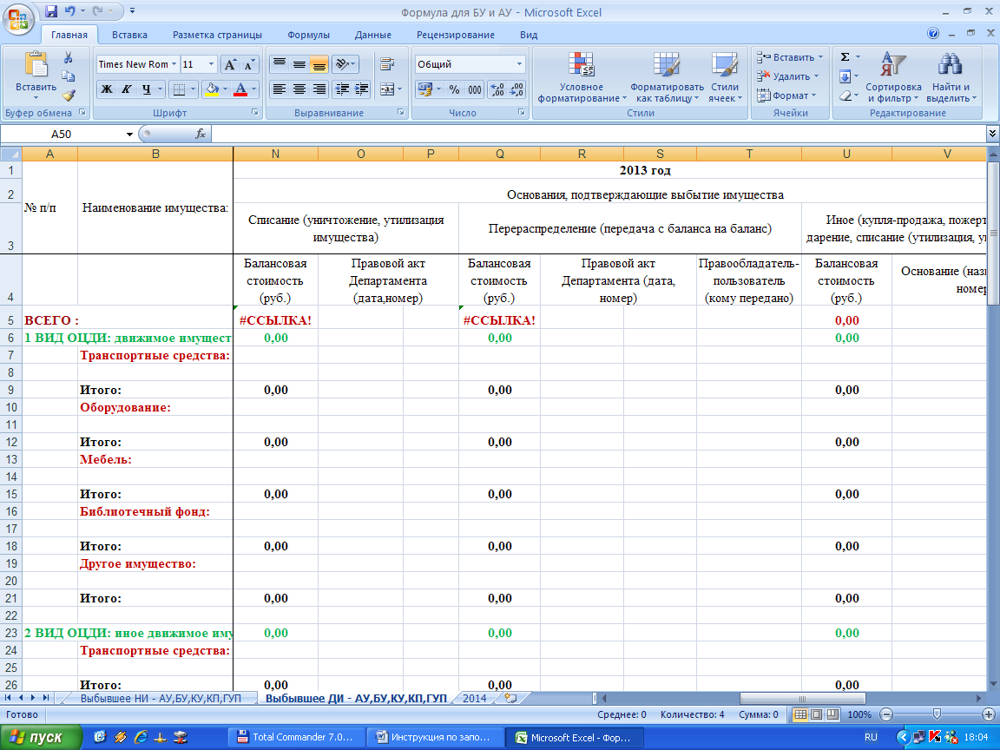 Формула для БУ и АУ - Microsoft Excel
Главная Вставка Разметка страницы Формулы Данные Рецензирование Вид
Вставить
Буфер обмена
Times New Rom 11
Ж К Ч
Шрифт
Выравнивание
Общий
% 000
Число
Условное форматирование
Форматировать как таблицу
Стили ячеек
Стили
Вставить
Удалить
Формат
Ячейки
Σ
Сортировка и фильтр
Найти и выделить
Редактирование
A50 fx
A B N O P Q R S T U V
1 2013 год
2 Основания, подтверждающие выбытие имущества
№ п/п Наименование имущества:
3 Списание (уничтожение, утилизация имущества) Перераспределение (передача с баланса на баланс) Иное (купля-продажа, пожерт дарение, списание (утилизация, у
4 Балансовая стоимость (руб.) Правовой акт Департамента (дата,номер) Балансовая стоимость (руб.) Правовой акт Департамента (дата, номер) Правообладатель-пользователь (кому передано) Балансовая стоимость (руб.) Основание (наз номер
5 ВСЕГО : #ССЫЛКА! #ССЫЛКА! 0,00
6 1 ВИД ОЦДИ: движимое имущест 0,00 0,00 0,00
7 Транспортные средства:
8
9 Итого: 0,00 0,00 0,00
10 Оборудование:
11
12 Итого: 0,00 0,00 0,00
13 Мебель:
14
15 Итого: 0,00 0,00 0,00
16 Библиотечный фонд:
17
18 Итого: 0,00 0,00 0,00
19 Другое имущество:
20
21 Итого: 0,00 0,00 0,00
22
23 2 ВИД ОЦДИ: иное движимое иму 0,00 0,00 0,00
24 Транспортные средства:
25
26 Итого: 0,00 0,00 0,00
Выбывшее НИ - АУ,БУ,КУ,КП,ГУП Выбывшее ДИ - АУ,БУ,КУ,КП,ГУП 2014
Готово Среднее: 0 Количество: 4 Сумма: 0 100%
пуск Total Commander 7.0... Инструкция по запо... Microsoft Excel - Фор... RU 18:04